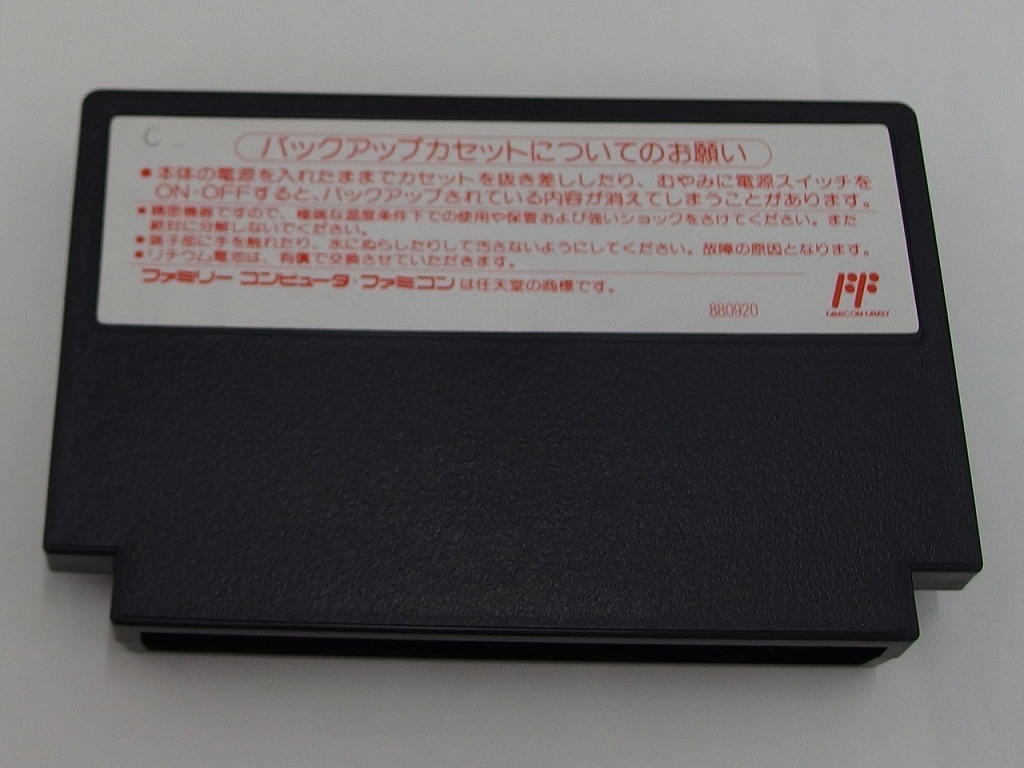 バックアップカセットについてのお願い
●本体の電源を入れたままでカセットを抜き差ししたり、むやみに電源スイッチを
ON・OFFすると、バックアップされている内容が消えてしまうことがあります。
●精密機器ですので、極端な温度条件下での使用や保管および強いショックをさけてください。また
絶対に分解しないでください。
●端子部に手を触れたり、水にぬらしたりして汚さないようにしてください。故障の原因となります。
●リチウム電池は、有償で交換させていただきます。
ファミリー コンピュータ・ファミコンは任天堂の商標です。
880920
FAMICOM FAMILY